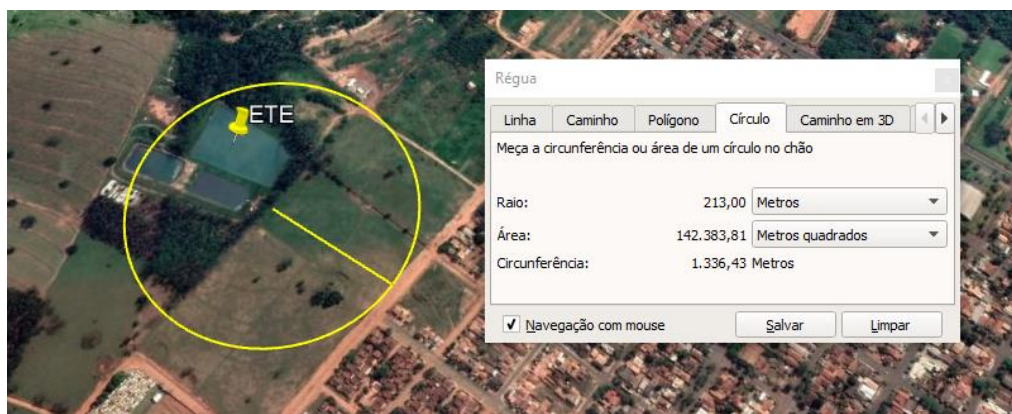 ETE
Régua
Linha Caminho Polígono Círculo Caminho em 3D
Meça a circunferência ou área de um círculo no chão
Raio: 213,00 Metros
Área: 142.383,81 Metros quadrados
Circunferência: 1.336,43 Metros
Navegação com mouse Salvar Limpar